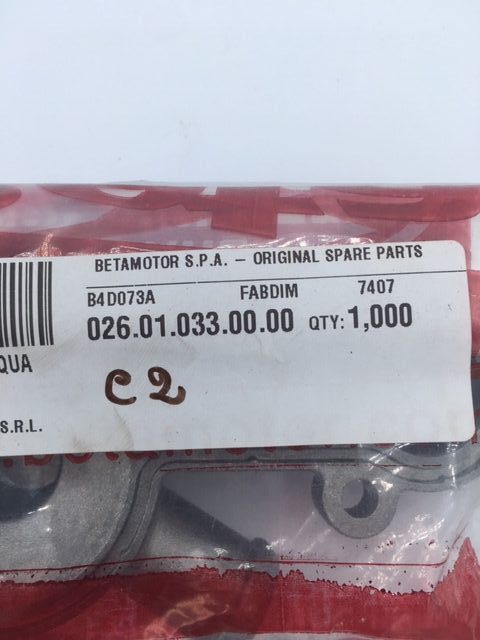 BETAMOTOR S.P.A. – ORIGINAL SPARE PARTS
B4D073A FABDIM 7407
026.01.033.00.00 QTY: 1,000
QUA
C2
S.R.L.